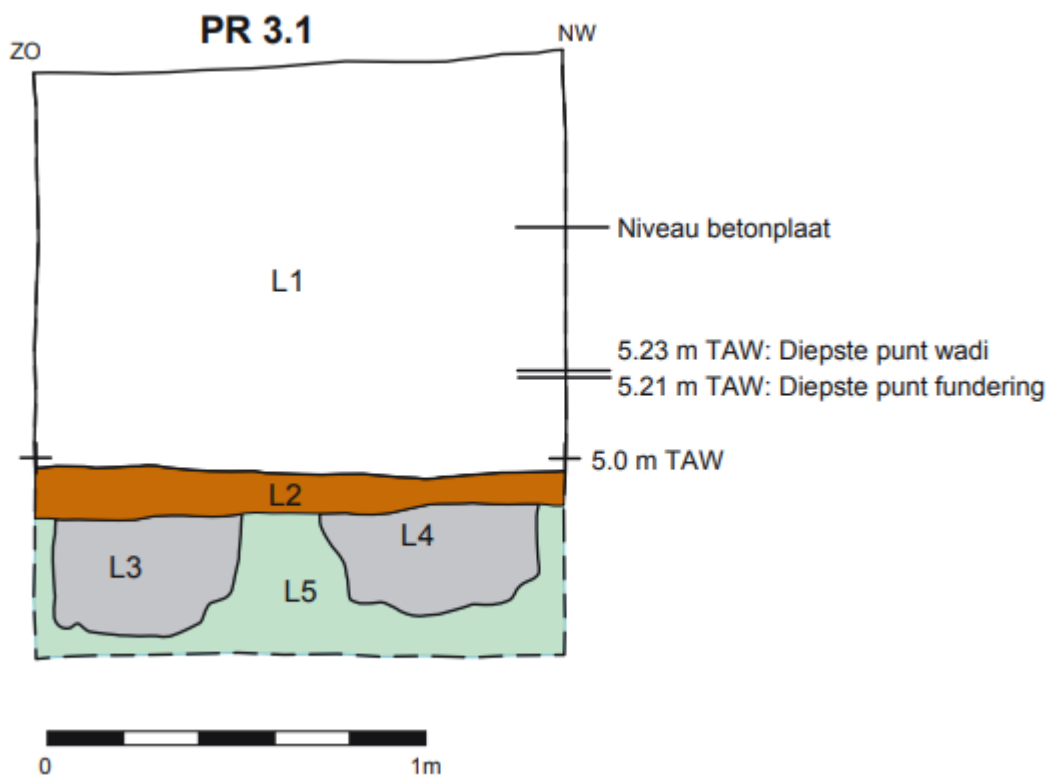 PR 3.1
ZO
NW
Niveau betonplaat
L1
5.23 m TAW: Diepste punt wadi
5.21 m TAW: Diepste punt fundering
5.0 m TAW
L2
L3
L4
L5
0
1m